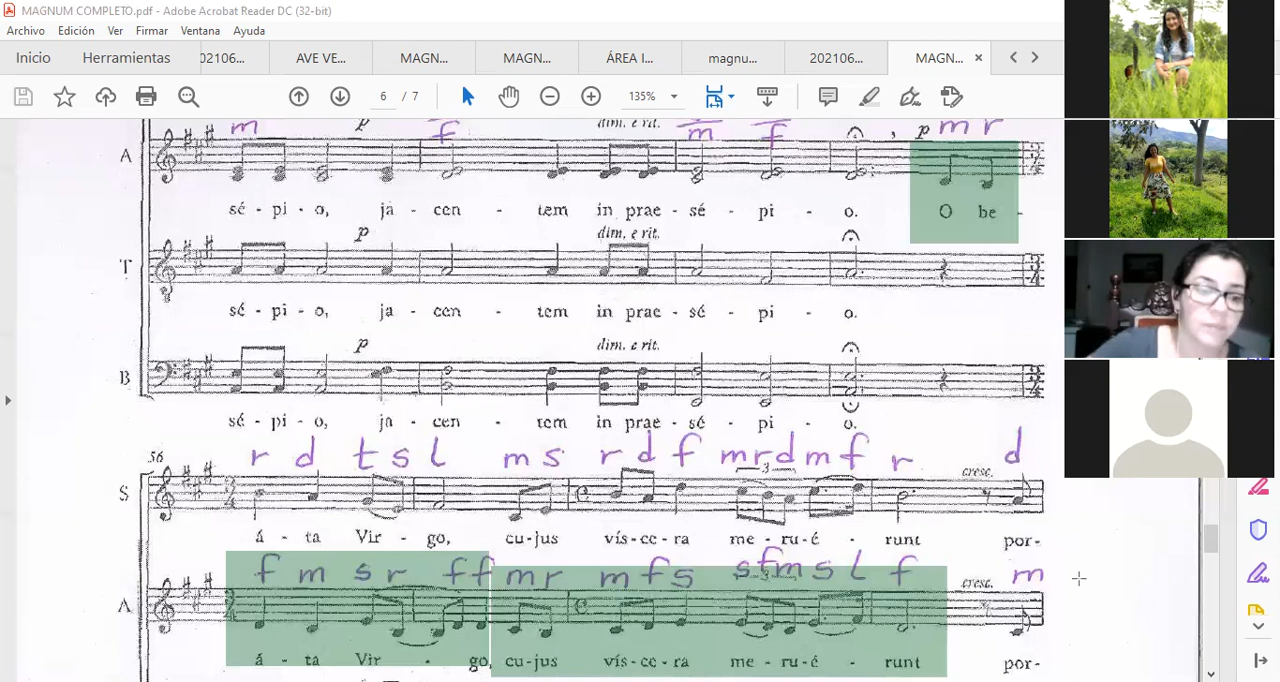 MAGNUM COMPLETO.pdf - Adobe Acrobat Reader DC (32-bit)
Archivo Edición Ver Firmar Ventana Ayuda
Inicio Herramientas 02106... AVE VE... MAGN... MAGN... ÁREA I... magnu... 202106... MAGN... ×
6 / 7 135%
m p f dim. e rit. m f , p m r
A
sé - pi - o, ja - cen - tem in prae - sé - pi - o. O be -
p dim. e rit.
T
sé - pi - o, ja - cen - tem in prae - sé - pi - o.
p dim. e rit.
B
sé - pi - o, ja - cen - tem in prae - sé - pi - o.
36 r d t s l m s r d f m r d m f r d
3 cresc.
S
á - ta Vir - go, cu-jus vís-ce-ra me-ru-é - runt por-
f m s r f f m r m f s s f m s l f m
3 cresc.
A
á - ta Vir - go, cu-jus vís-ce-ra me-ru-é - runt por-